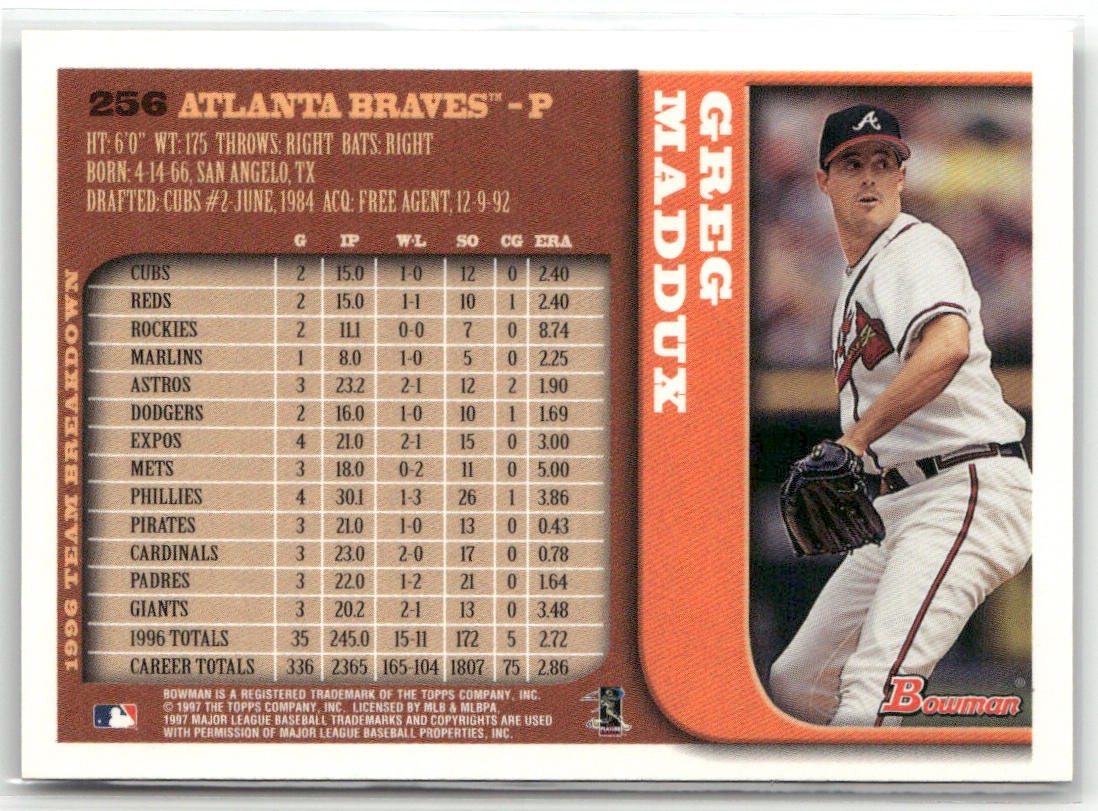 256 ATLANTA BRAVES™ - P
HT: 6'0" WT: 175 THROWS: RIGHT BATS: RIGHT
BORN: 4-14-66, SAN ANGELO, TX
DRAFTED: CUBS #2-JUNE, 1984 ACQ: FREE AGENT, 12-9-92
1996 TEAM BREAKDOWN
G IP W-L SO CG ERA
CUBS 2 15.0 1-0 12 0 2.40
REDS 2 15.0 1-1 10 1 2.40
ROCKIES 2 11.1 0-0 7 0 8.74
MARLINS 1 8.0 1-0 5 0 2.25
ASTROS 3 23.2 2-1 12 2 1.90
DODGERS 2 16.0 1-0 10 1 1.69
EXPOS 4 21.0 2-1 15 0 3.00
METS 3 18.0 0-2 11 0 5.00
PHILLIES 4 30.1 1-3 26 1 3.86
PIRATES 3 21.0 1-0 13 0 0.43
CARDINALS 3 23.0 2-0 17 0 0.78
PADRES 3 22.0 1-2 21 0 1.64
GIANTS 3 20.2 2-1 13 0 3.48
1996 TOTALS 35 245.0 15-11 172 5 2.72
CAREER TOTALS 336 2365 165-104 1807 75 2.86
BOWMAN IS A REGISTERED TRADEMARK OF THE TOPPS COMPANY, INC.
© 1997 THE TOPPS COMPANY, INC. LICENSED BY MLB & MLBPA,
1997 MAJOR LEAGUE BASEBALL TRADEMARKS AND COPYRIGHTS ARE USED
WITH PERMISSION OF MAJOR LEAGUE BASEBALL PROPERTIES, INC.
PLAYERS
GREG
MADDUX
A
Bowman®